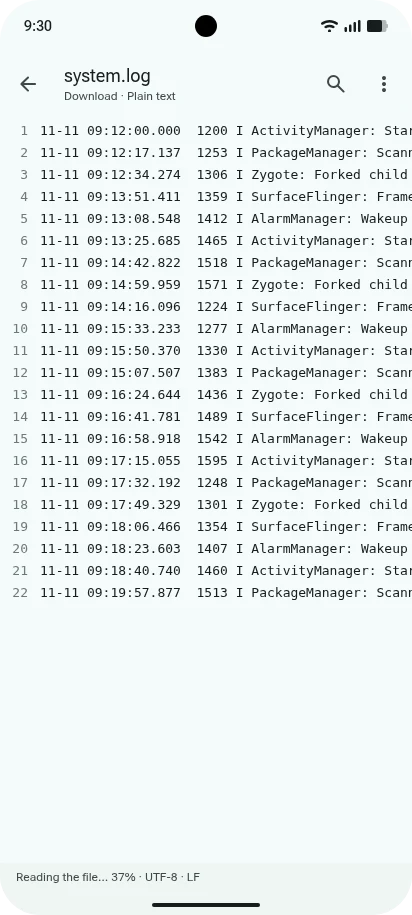 9:30
system.log
Download · Plain text
1 11-11 09:12:00.000  1200 I ActivityManager: Star
2 11-11 09:12:17.137  1253 I PackageManager: Scann
3 11-11 09:12:34.274  1306 I Zygote: Forked child
4 11-11 09:13:51.411  1359 I SurfaceFlinger: Frame
5 11-11 09:13:08.548  1412 I AlarmManager: Wakeup
6 11-11 09:13:25.685  1465 I ActivityManager: Star
7 11-11 09:14:42.822  1518 I PackageManager: Scann
8 11-11 09:14:59.959  1571 I Zygote: Forked child
9 11-11 09:14:16.096  1224 I SurfaceFlinger: Frame
10 11-11 09:15:33.233  1277 I AlarmManager: Wakeup
11 11-11 09:15:50.370  1330 I ActivityManager: Star
12 11-11 09:15:07.507  1383 I PackageManager: Scann
13 11-11 09:16:24.644  1436 I Zygote: Forked child
14 11-11 09:16:41.781  1489 I SurfaceFlinger: Frame
15 11-11 09:16:58.918  1542 I AlarmManager: Wakeup
16 11-11 09:17:15.055  1595 I ActivityManager: Star
17 11-11 09:17:32.192  1248 I PackageManager: Scann
18 11-11 09:17:49.329  1301 I Zygote: Forked child
19 11-11 09:18:06.466  1354 I SurfaceFlinger: Frame
20 11-11 09:18:23.603  1407 I AlarmManager: Wakeup
21 11-11 09:18:40.740  1460 I ActivityManager: Star
22 11-11 09:19:57.877  1513 I PackageManager: Scann
Reading the file... 37% · UTF-8 · LF